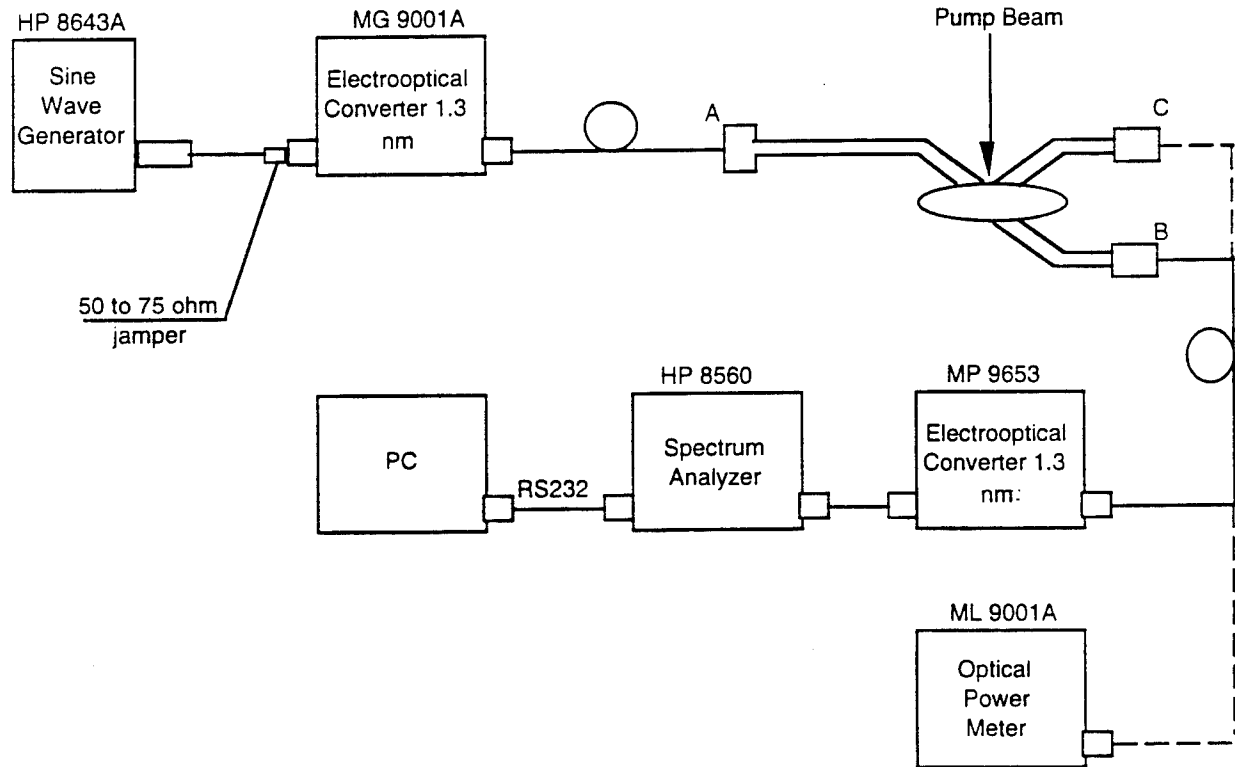 HP 8643A
MG 9001A
Pump Beam
Sine
Wave
Generator
Electrooptical
Converter 1.3
nm
A
C
B
50 to 75 ohm
jamper
HP 8560
MP 9653
PC
RS232
Spectrum
Analyzer
Electrooptical
Converter 1.3
nm:
ML 9001A
Optical
Power
Meter